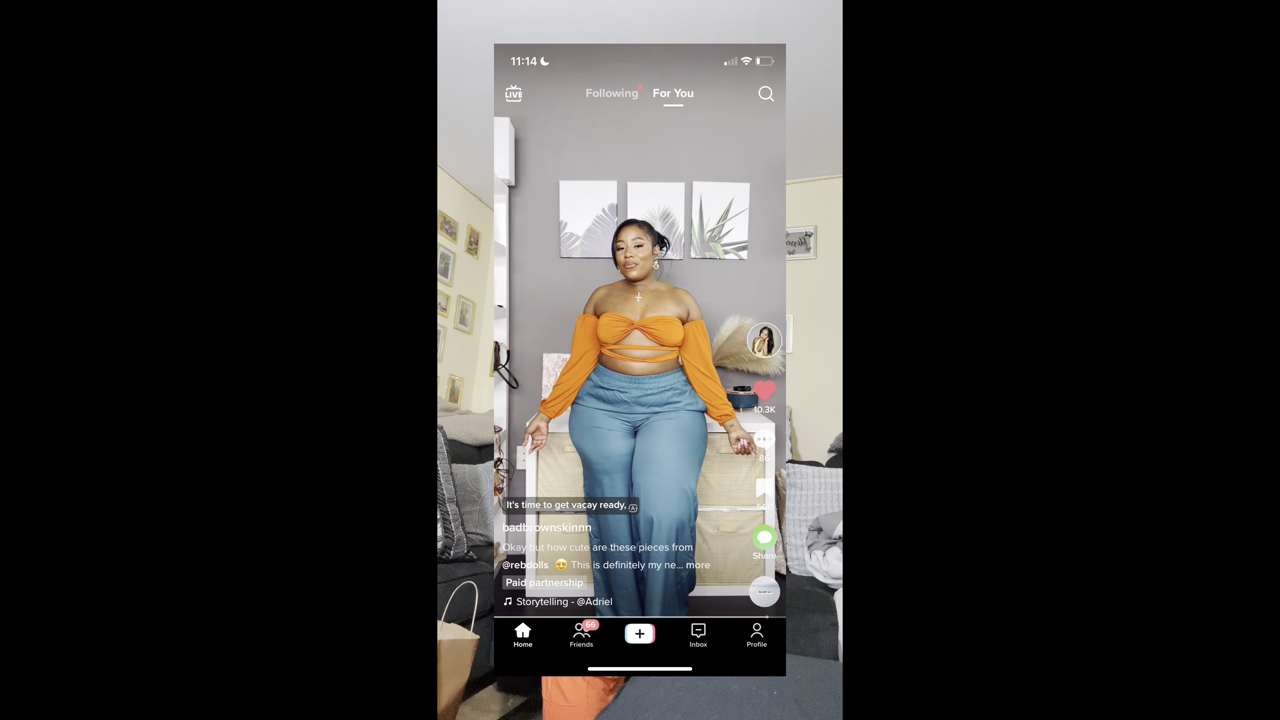 11:14
LIVE
Following
For You
10.3K
86
It's time to get vacay ready,
badbrownskinnn
Okay but how cute are these pieces from
@rebdolls 😍 This is definitely my ne... more
Share
Paid partnership
Storytelling - @Adriel
66
Home
Friends
Inbox
Profile